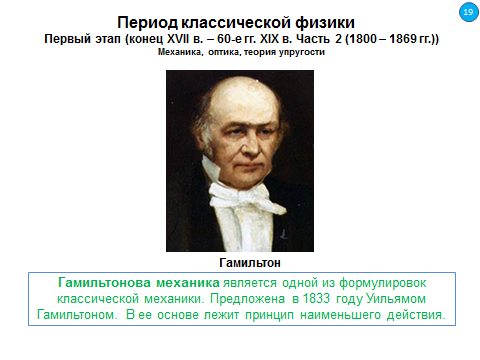 19
Период классической физики
Первый этап (конец XVII в. – 60-е гг. XIX в. Часть 2 (1800 – 1869 гг.))
Механика, оптика, теория упругости
Гамильтон
Гамильтонова механика является одной из формулировок
классической механики. Предложена в 1833 году Уильямом
Гамильтоном. В ее основе лежит принцип наименьшего действия.